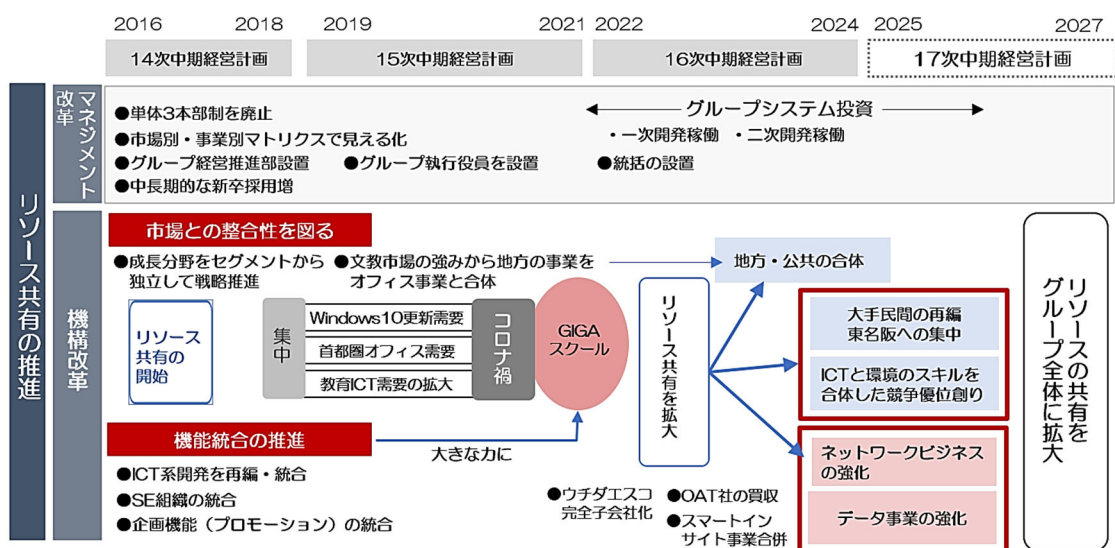 2016
2018
2019
2021
2022
2024
2025
2027
14次中期経営計画
15次中期経営計画
16次中期経営計画
17次中期経営計画
リソース共有の推進
マネジメント
改革
●単体3本部制を廃止
●市場別・事業別マトリクスで見える化
●グループ経営推進部設置
●グループ執行役員を設置
●中長期的な新卒採用増
グループシステム投資
・一次開発稼働
・二次開発稼働
●統括の設置
機構改革
市場との整合性を図る
●成長分野をセグメントから
独立して戦略推進
●文教市場の強みから地方の事業を
オフィス事業と合体
地方・公共の合体
リソース
共有の
開始
集中
Windows10更新需要
首都圏オフィス需要
教育ICT需要の拡大
コロナ禍
GIGA
スクール
リソース共有を拡大
大手民間の再編
東名阪への集中
ICTと環境のスキルを
合体した競争優位創り
機能統合の推進
大きな力に
●ICT系開発を再編・統合
●SE組織の統合
●企画機能（プロモーション）の統合
●ウチダエスコ
完全子会社化
●OAT社の買収
●スマートイン
サイト事業合併
ネットワークビジネス
の強化
データ事業の強化
リソースの共有を
グループ全体に拡大